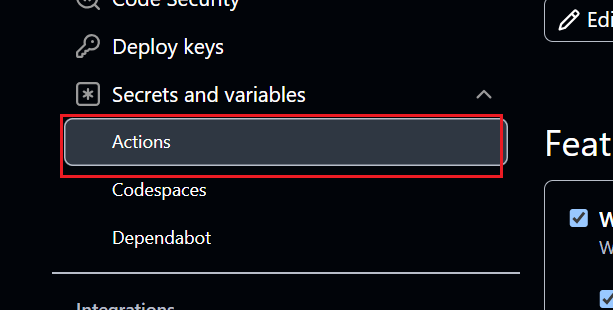 Code Security
Edi
Deploy keys
Secrets and variables
Actions
Feat
Codespaces
W
W
Dependabot
Integrations